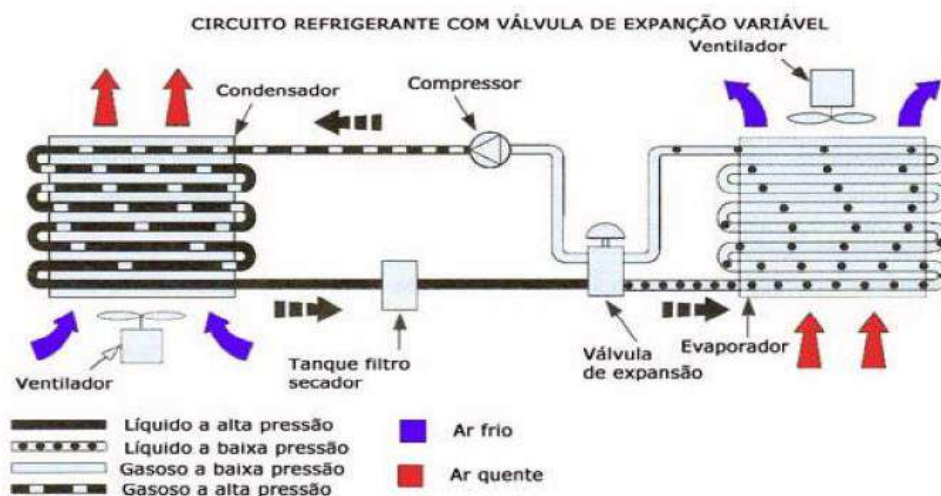 CIRCUITO REFRIGERANTE COM VÁLVULA DE EXPANÇÃO VARIÁVEL
Ventilador
Condensador
Compressor
Ventilador
Tanque filtro
secador
Válvula
de expansão
Evaporador
Líquido a alta pressão
Líquido a baixa pressão
Gasoso a baixa pressão
Gasoso a alta pressão
Ar frio
Ar quente